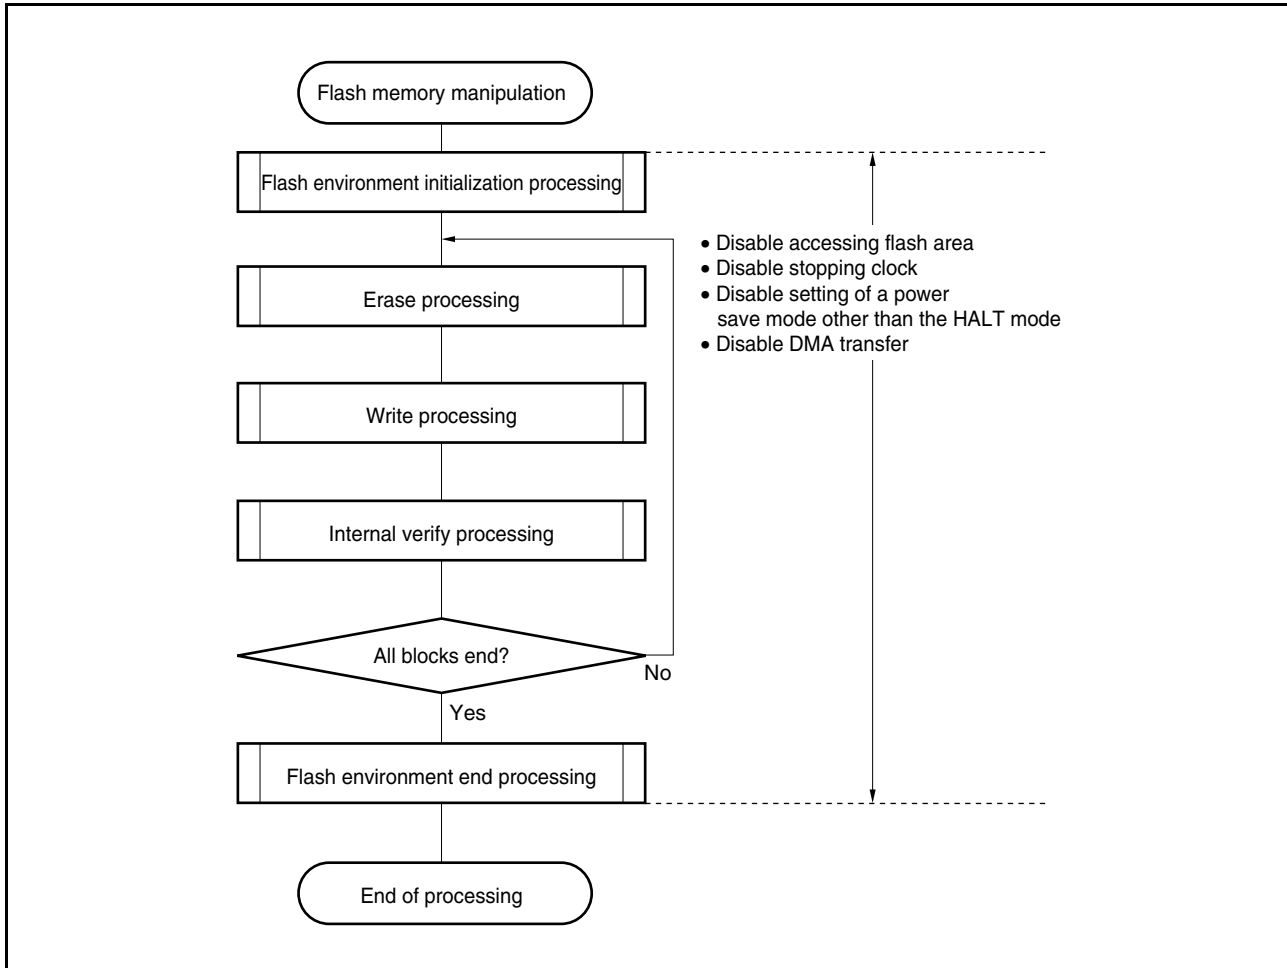 Flash memory manipulation
Flash environment initialization processing
• Disable accessing flash area
• Disable stopping clock
• Disable setting of a power
save mode other than the HALT mode
• Disable DMA transfer
Erase processing
Write processing
Internal verify processing
All blocks end?
No
Yes
Flash environment end processing
End of processing